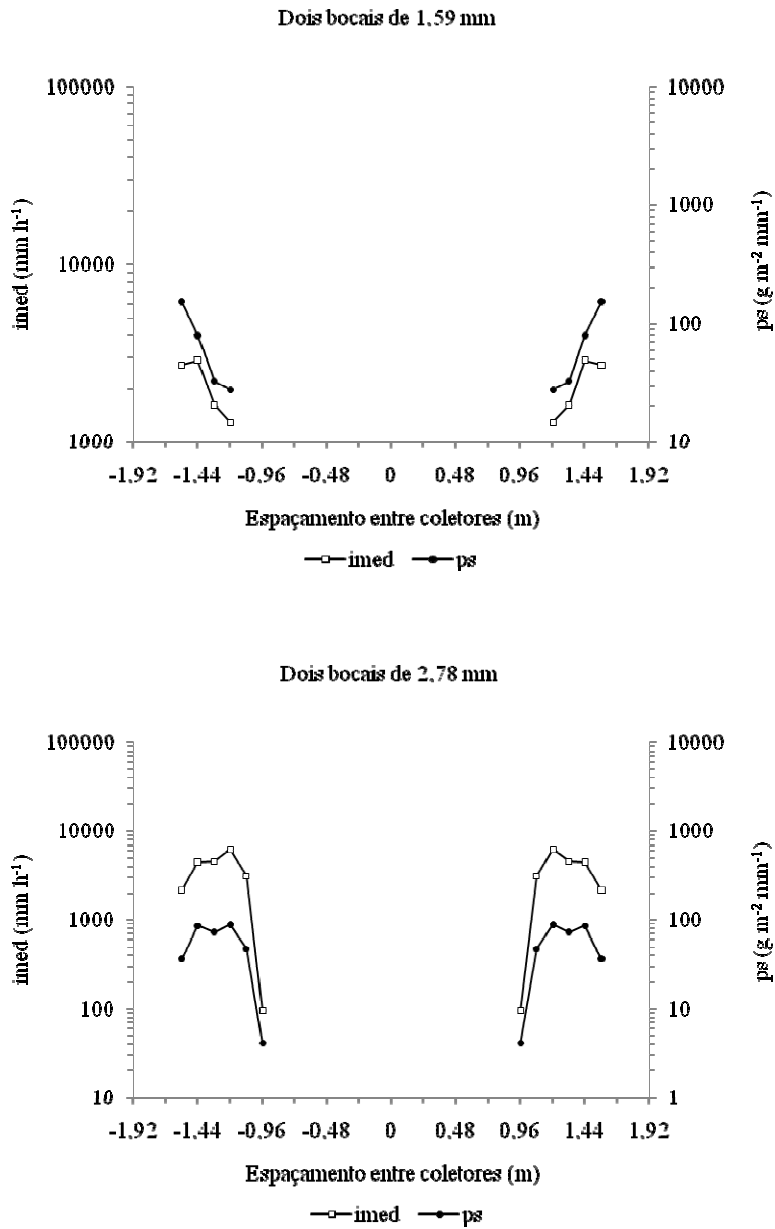 Dois bocais de 1,59 mm
100000
10000
1000
imed (mm h-1)
10000
1000
100
10
ps (g m-2 mm-1)
-1,92 -1,44 -0,96 -0,48 0 0,48 0,96 1,44 1,92
Espaçamento entre coletores (m)
imed ps
Dois bocais de 2,78 mm
100000
10000
1000
100
10
imed (mm h-1)
10000
1000
100
10
1
ps (g m-2 mm-1)
-1,92 -1,44 -0,96 -0,48 0 0,48 0,96 1,44 1,92
Espaçamento entre coletores (m)
imed ps